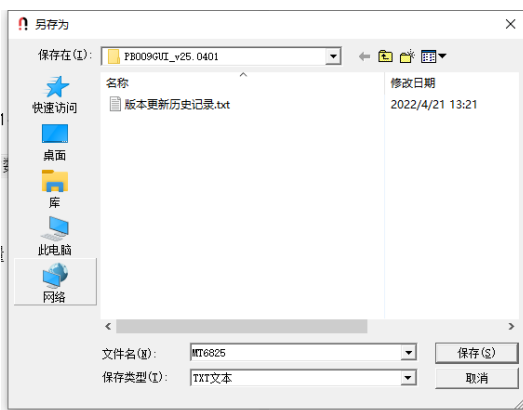 另存为
保存在(I): PB009GUI_v25.0401
名称 修改日期
版本更新历史记录.txt 2022/4/21 13:21
快速访问
桌面
库
此电脑
网络
文件名(N): MT6825 保存(S)
保存类型(T): TXT文本 取消